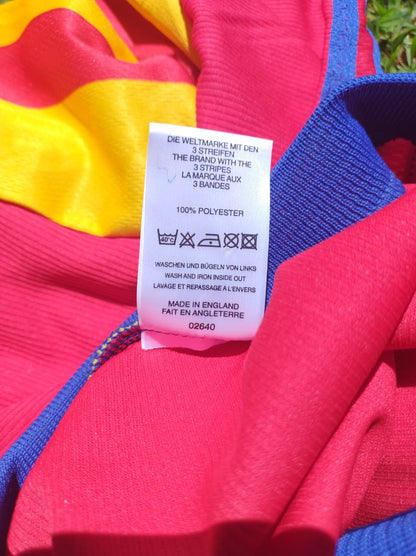 DIE WELTMARKE MIT DEN
3 STREIFEN
THE BRAND WITH THE
3 STRIPES
LA MARQUE AUX
3 BANDES
100% POLYESTER
40°C
WASCHEN UND BÜGELN VON LINKS
WASH AND IRON INSIDE OUT
LAVAGE ET REPASSAGE A L'ENVERS
MADE IN ENGLAND
FAIT EN ANGLETERRE
02640